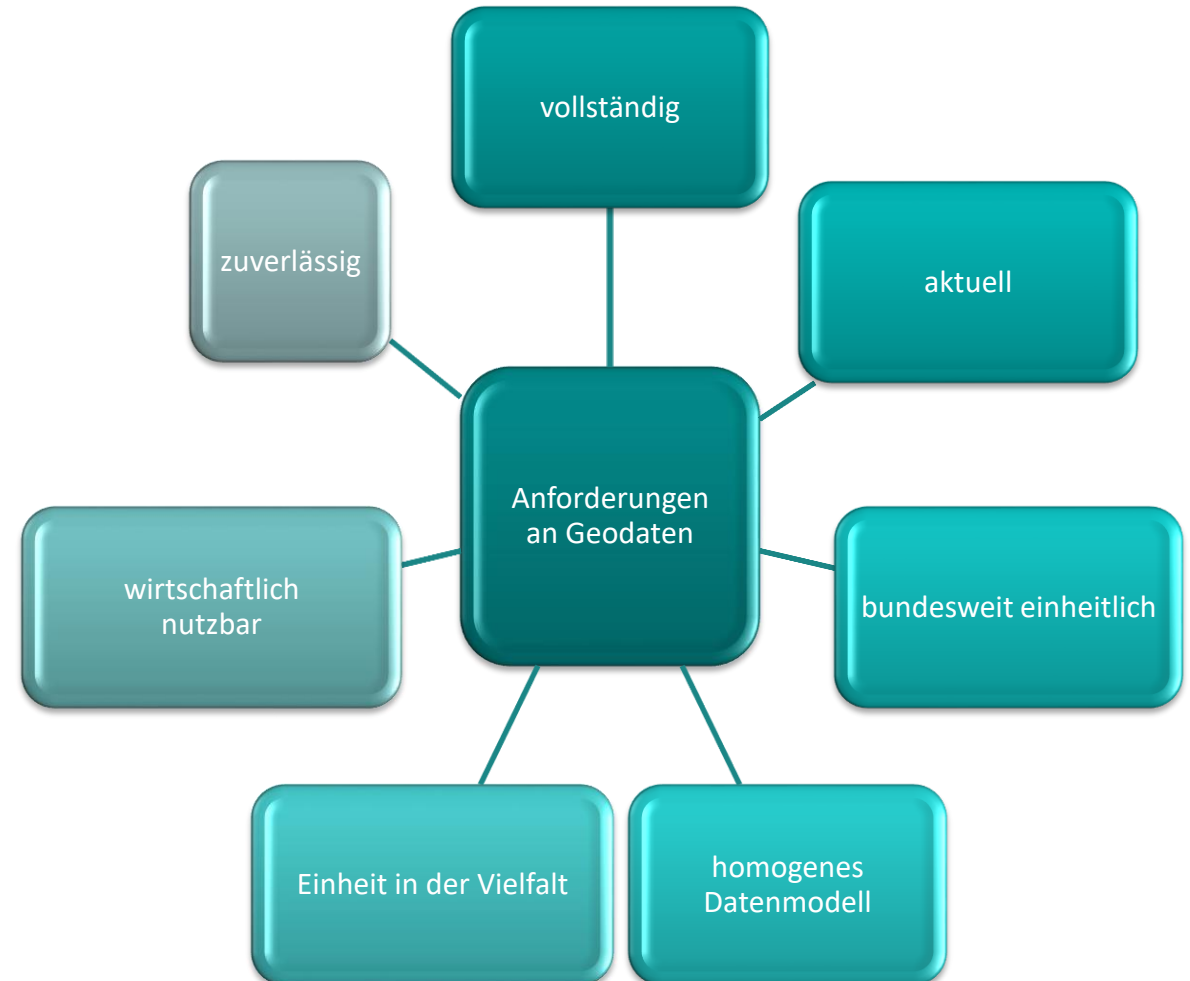 vollständig
zuverlässig
aktuell
Anforderungen
an Geodaten
wirtschaftlich
nutzbar
bundesweit einheitlich
Einheit in der Vielfalt
homogenes
Datenmodell